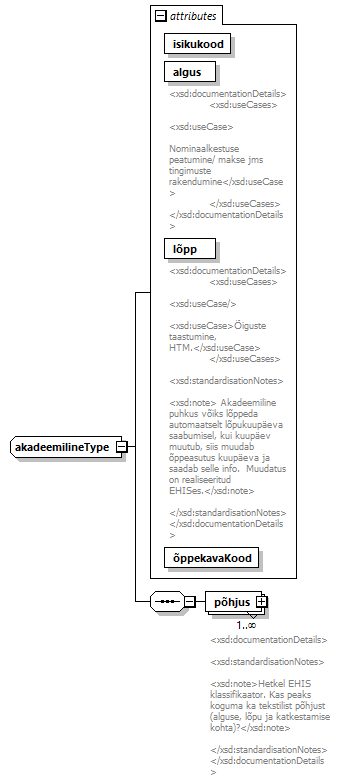 attributes
isikukood
algus
<xsd:documentationDetails>
<xsd:useCases>
<xsd:useCase>
Nominaalkestuse
peatumine/ makse jms
tingimuste
rakendumine</xsd:useCase
>
</xsd:useCases>
</xsd:documentationDetails
>
lõpp
<xsd:documentationDetails>
<xsd:useCases>
<xsd:useCase/>
<xsd:useCase>Õiguste
taastumine,
HTM.</xsd:useCase>
</xsd:useCases>
<xsd:standardisationNotes>
<xsd:note> Akadeemiline
puhkus võiks lõppeda
automaatselt lõpukuupäeva
saabumisel, kui kuupäev
muutub, siis muudab
õppeasutus kuupäeva ja
saadab selle info.  Muudatus
on realiseeritud
EHISes.</xsd:note>
</xsd:standardisationNotes>
</xsd:documentationDetails
>
akadeemilineType
õppekavaKood
põhjus
1..∞
<xsd:documentationDetails>
<xsd:standardisationNotes>
<xsd:note>Hetkel EHIS
klassifikaator. Kas peaks
koguma ka tekstilist põhjust
(alguse, lõpu ja katkestamise
kohta)?</xsd:note>
</xsd:standardisationNotes>
</xsd:documentationDetails
>